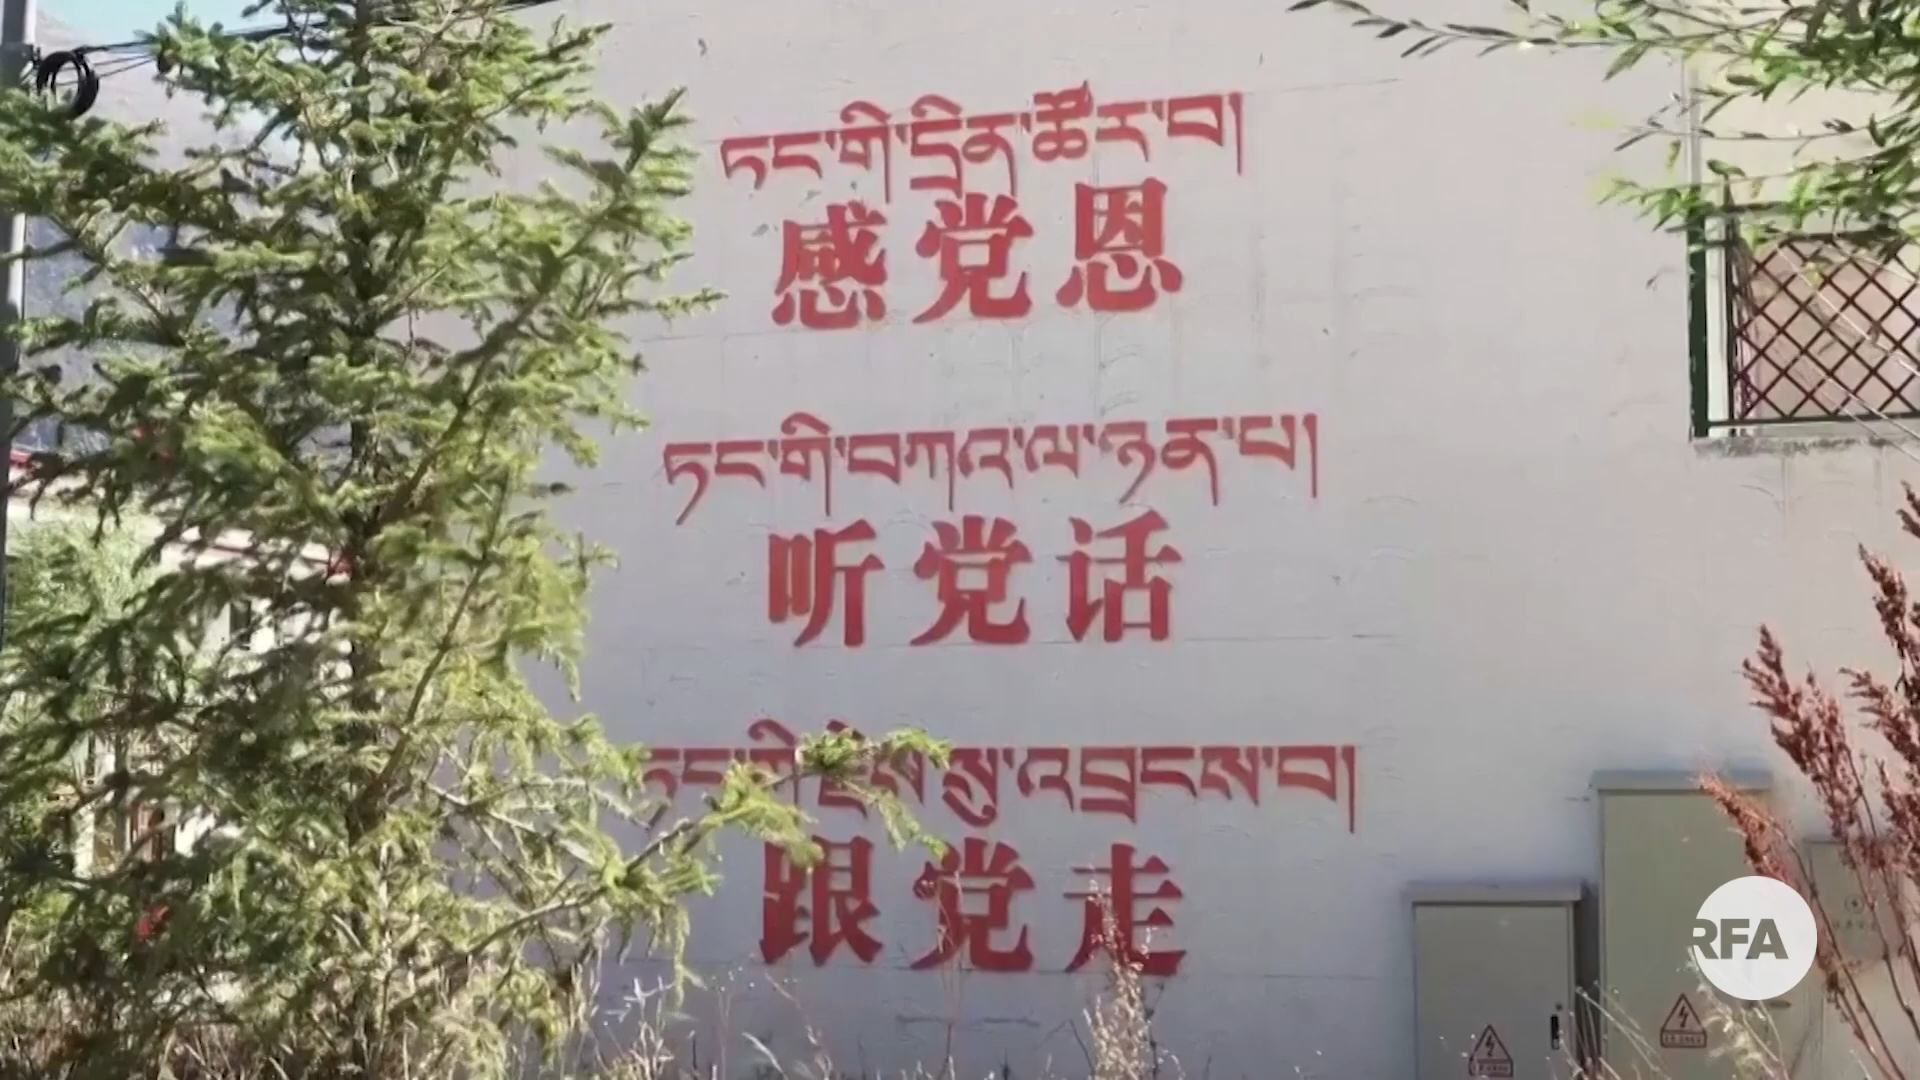 ཏང་གི་དྲིན་ཚོར་བ།
感党恩
ཏང་གི་བཀའ་ལ་ཉན་པ།
听党话
ཏང་གི་རྗེས་སུ་འབྲངས་བ།
跟党走
RFA